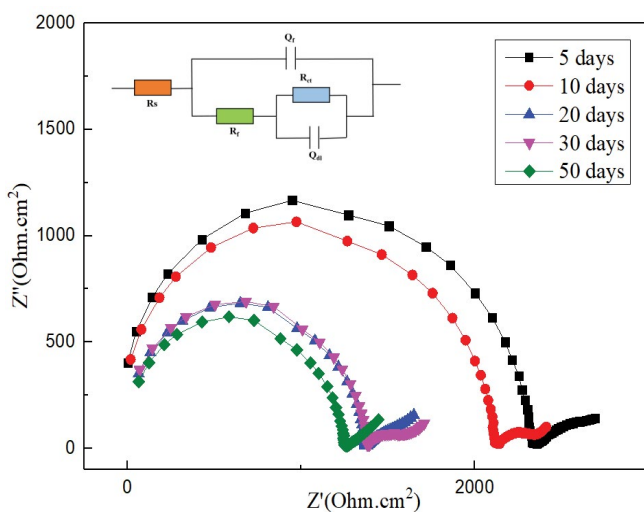 2000
1500
1000
500
0
Z''(Ohm.cm²)
0
2000
Z'(Ohm.cm²)
Qf
Rs
Rf
Rct
Qdl
5 days
10 days
20 days
30 days
50 days